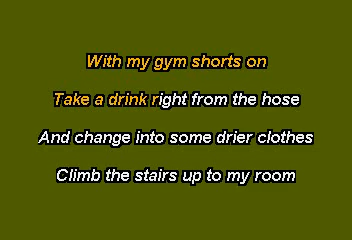 With my gym shorts on
Take a drink right from the hose
And change into some drier clothes
Climb the stairs up to my room